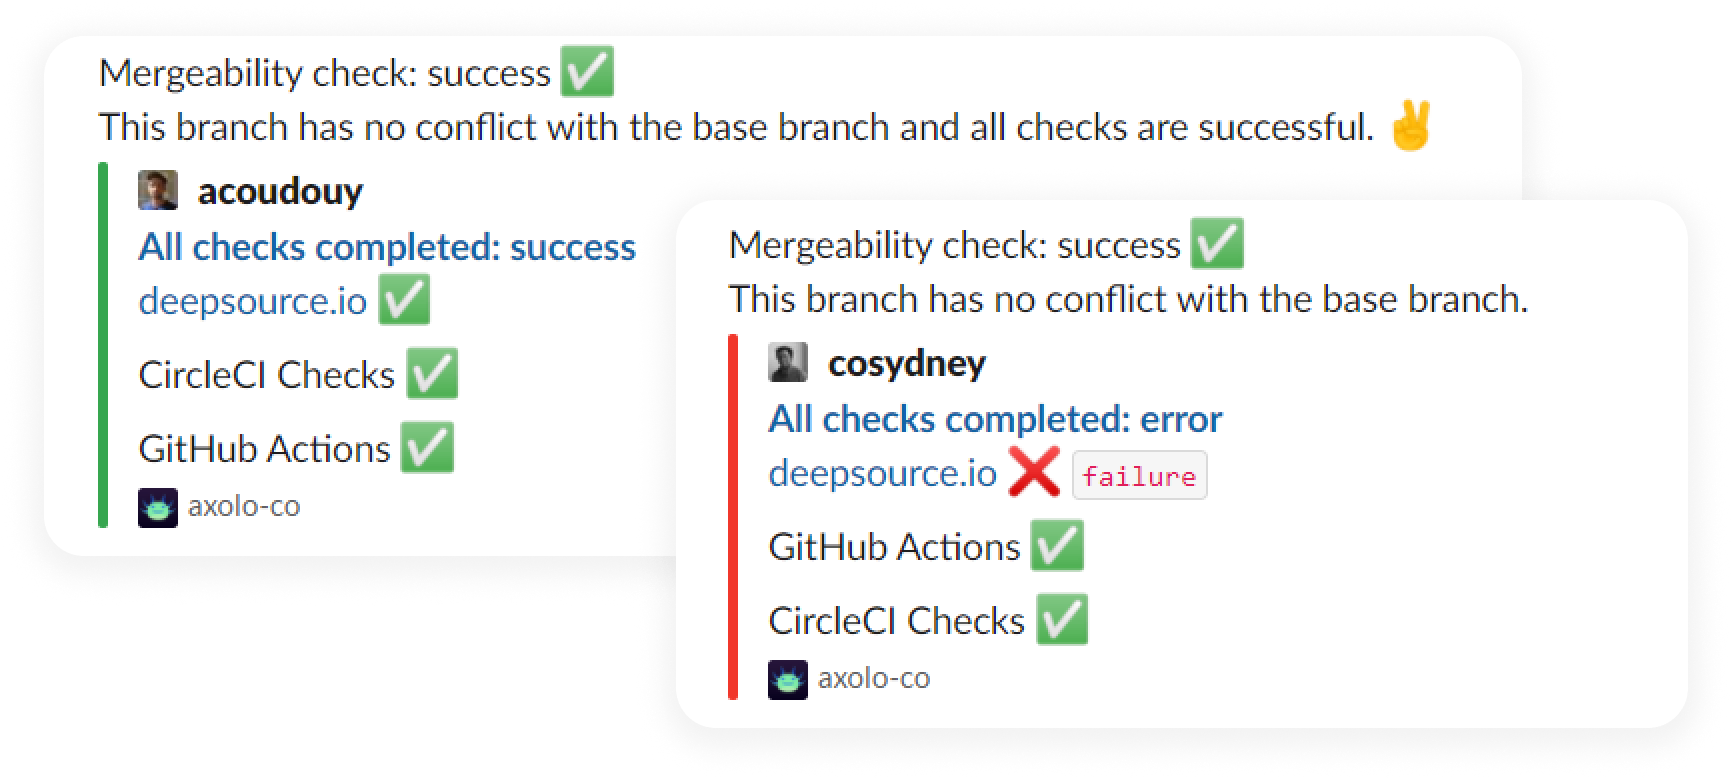 Mergeability check: success ✅
This branch has no conflict with the base branch and all checks are successful. ✌
acoudouy
All checks completed: success
deepsource.io ✅
CircleCI Checks ✅
GitHub Actions ✅
axolo-co
Mergeability check: success ✅
This branch has no conflict with the base branch.
cosydney
All checks completed: error
deepsource.io ❌ failure
GitHub Actions ✅
CircleCI Checks ✅
axolo-co